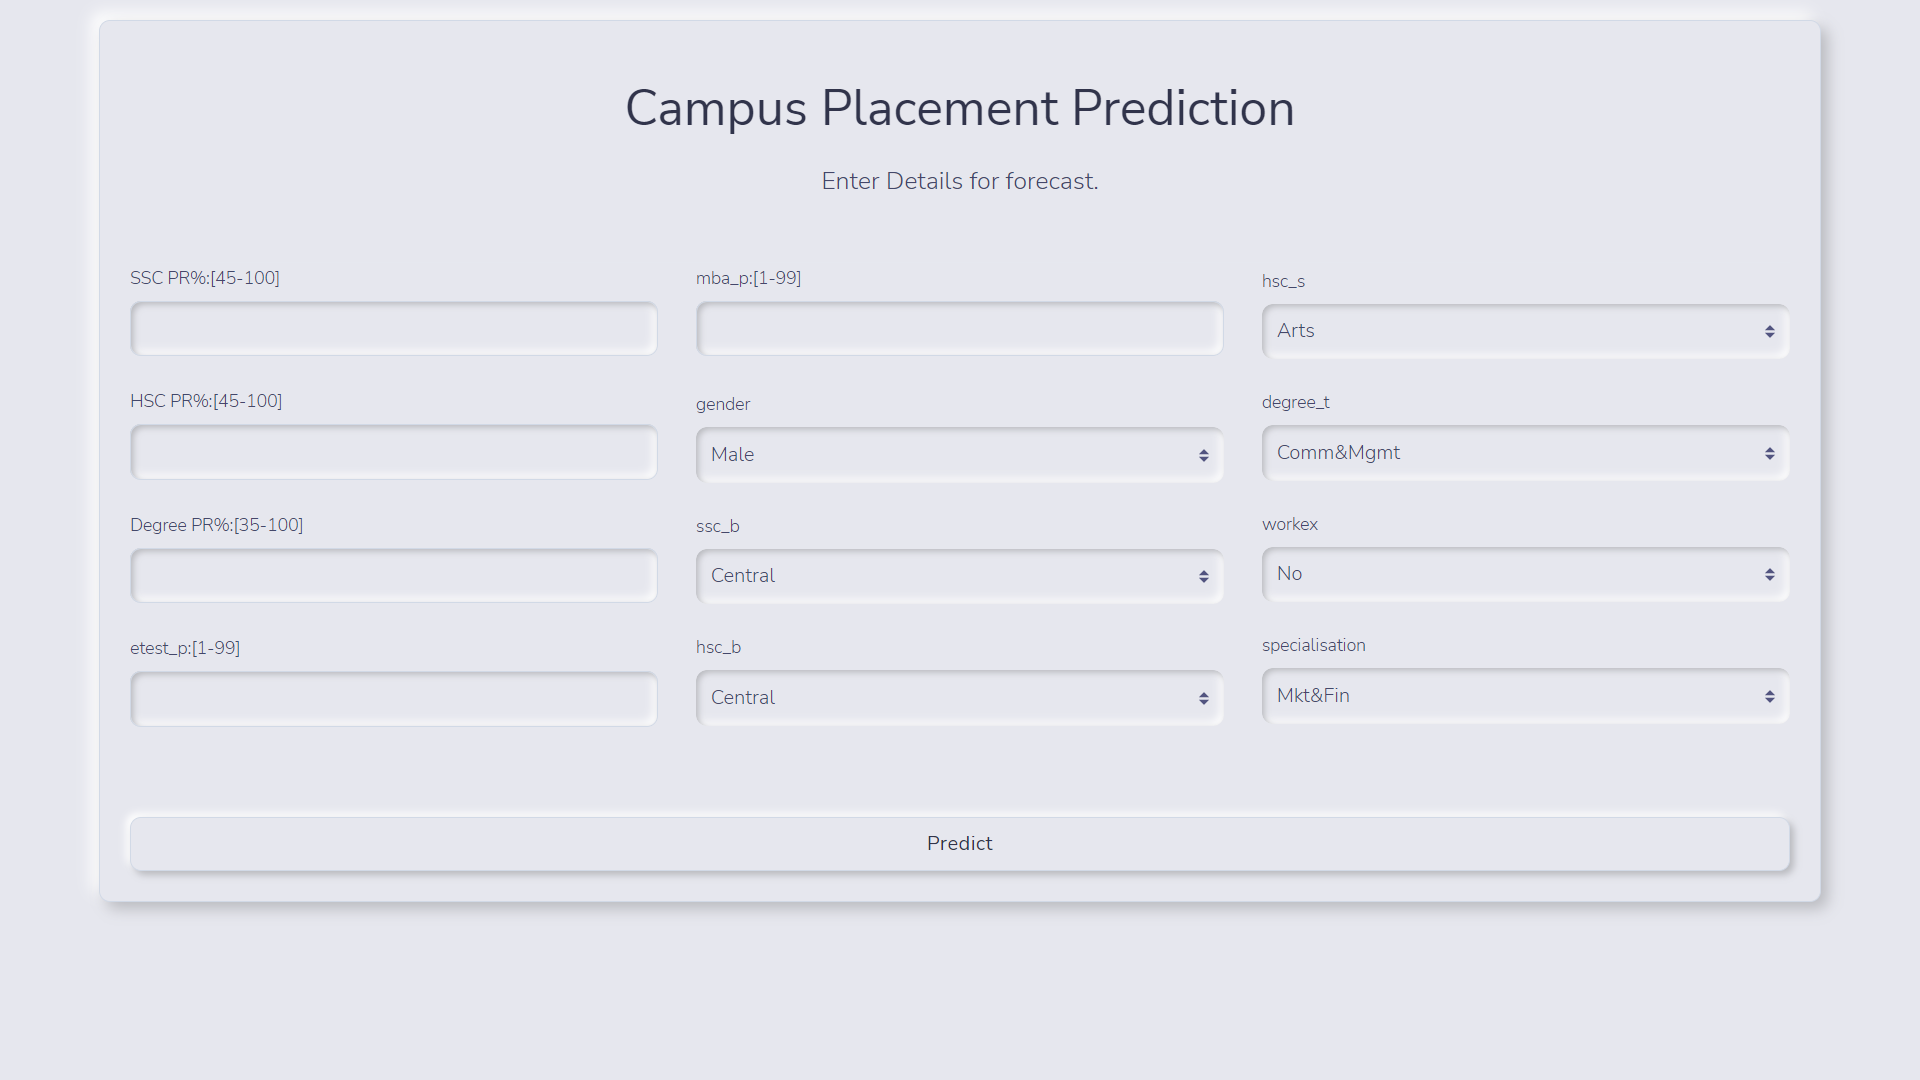 Campus Placement Prediction
Enter Details for forecast.
SSC PR%:[45-100]
HSC PR%:[45-100]
Degree PR%:[35-100]
etest_p:[1-99]
mba_p:[1-99]
gender
Male
ssc_b
Central
hsc_b
Central
hsc_s
Arts
degree_t
Comm&Mgmt
workex
No
specialisation
Mkt&Fin
Predict